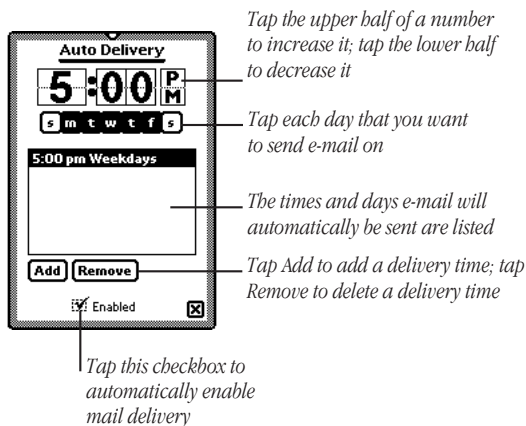 Auto Delivery
5:00 PM
s m t w t f s
5:00 pm Weekdays
Add Remove
Enabled
Tap the upper half of a number
to increase it; tap the lower half
to decrease it
Tap each day that you want
to send e-mail on
The times and days e-mail will
automatically be sent are listed
Tap Add to add a delivery time; tap
Remove to delete a delivery time
Tap this checkbox to
automatically enable
mail delivery